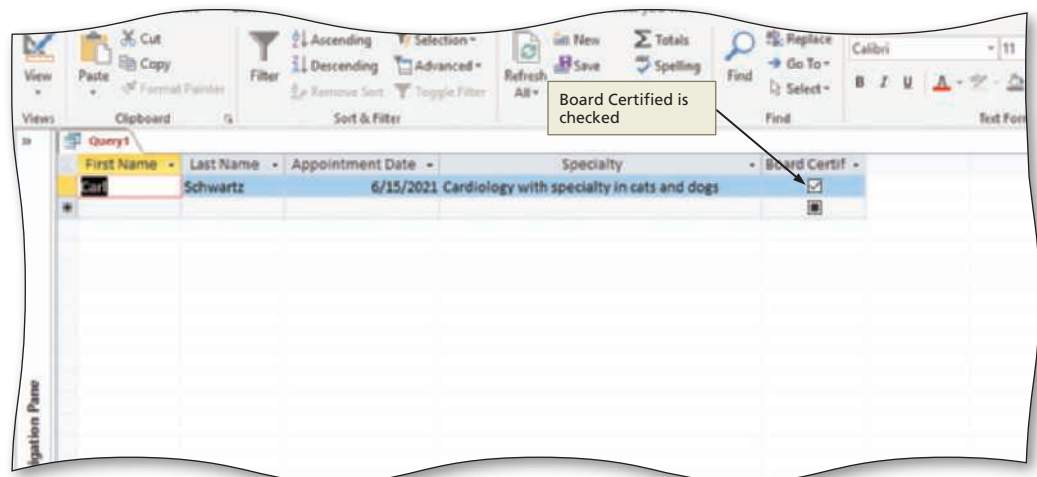 Cut
Copy
Format Painter
View
Paste
Views
Clipboard
Filter
Ascending
Descending
Remove Sort
Selection
Advanced
Toggle Filter
Sort & Filter
Refresh
All
New
Save
Totals
Spelling
Find
Replace
Go To
Select
Find
Calibri
11
B I U A
Board Certified is
checked
Query1
First Name Last Name Appointment Date Specialty Board Certif
Carl Schwartz 6/15/2021 Cardiology with specialty in cats and dogs
igation Pane